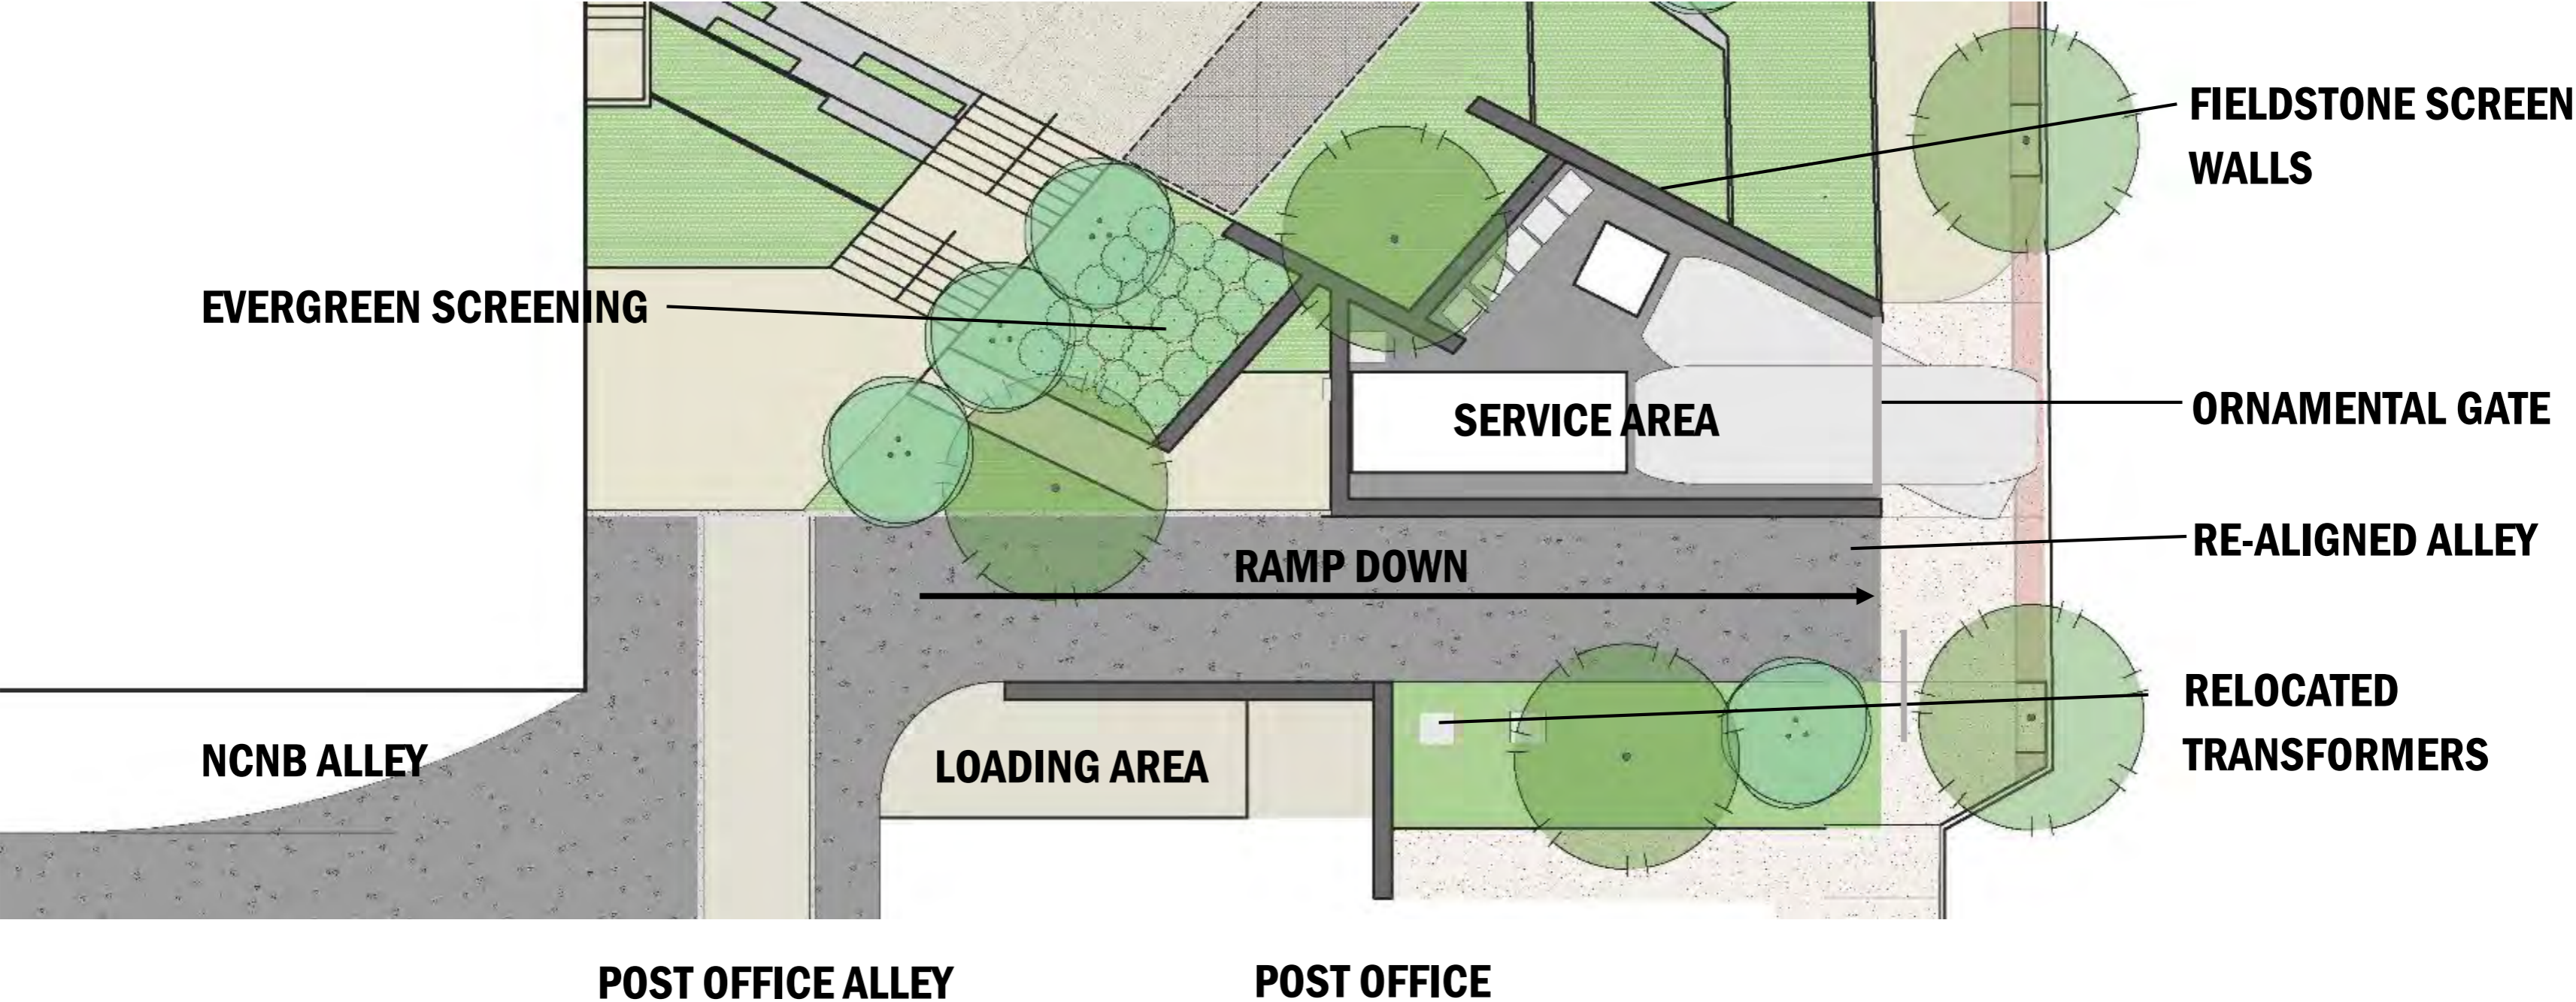 FIELDSTONE SCREEN
WALLS
EVERGREEN SCREENING
ORNAMENTAL GATE
SERVICE AREA
RE-ALIGNED ALLEY
RAMP DOWN
RELOCATED
TRANSFORMERS
NCNB ALLEY
LOADING AREA
POST OFFICE ALLEY
POST OFFICE